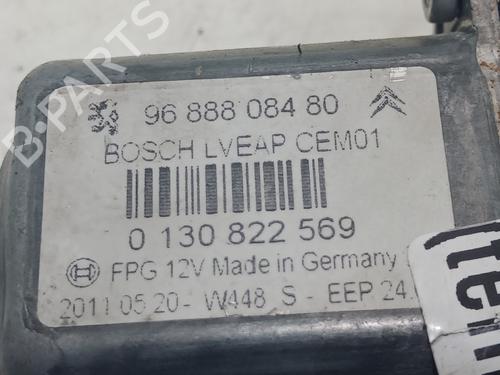 96 888 084 80
BOSCH LVEAP CEM01
0 130 822 569
FPG 12V Made in Germany
2011 05 20- W448 S - EEP 24.
B-PARTS